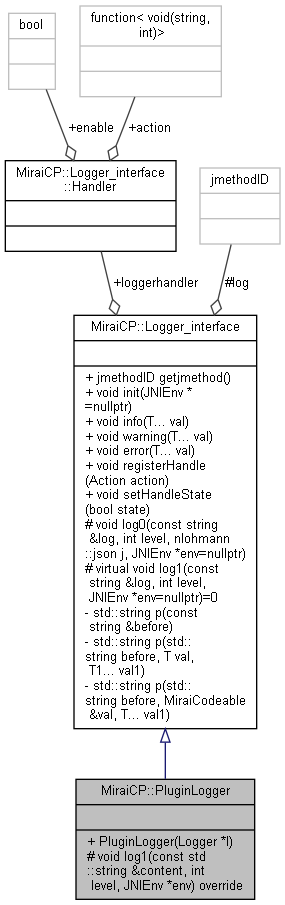 function< void(string,
int)>
bool
+enable
+action
MiraiCP::Logger_interface
::Handler
jmethodID
+loggerhandler
#log
MiraiCP::Logger_interface
+ jmethodID getjmethod()
+ void init(JNIEnv *
=nullptr)
+ void info(T... val)
+ void warning(T... val)
+ void error(T... val)
+ void registerHandle
(Action action)
+ void setHandleState
(bool state)
# void log0(const string
&log, int level, nlohmann
::json j, JNIEnv *env=nullptr)
# virtual void log1(const
string &log, int level,
JNIEnv *env=nullptr)=0
- std::string p(const
string &before)
- std::string p(std::
string before, T val,
T1... val1)
- std::string p(std::
string before, MiraiCodeable
&val, T... val1)
MiraiCP::PluginLogger
+ PluginLogger(Logger *l)
# void log1(const std
::string &content, int
level, JNIEnv *env) override